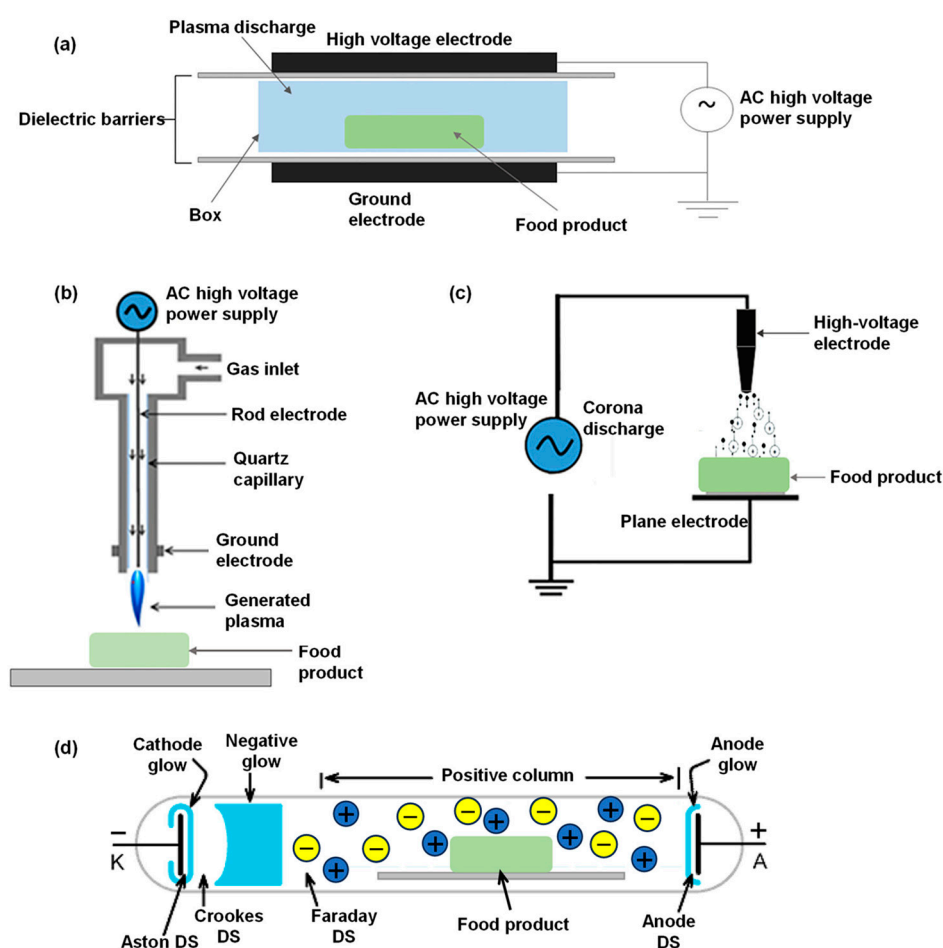 (a)
Plasma discharge
High voltage electrode
Dielectric barriers
~
AC high voltage
power supply
Box
Ground
electrode
Food product
(b)
AC high voltage
power supply
Gas inlet
Rod electrode
Quartz
capillary
Ground
electrode
Generated
plasma
Food
product
(c)
High-voltage
electrode
AC high voltage
power supply
Corona
discharge
Food product
Plane electrode
(d)
Cathode
glow
Negative
glow
Positive column
Anode
glow
−
K
+
A
Aston DS
Crookes
DS
Faraday
DS
Food product
Anode
DS